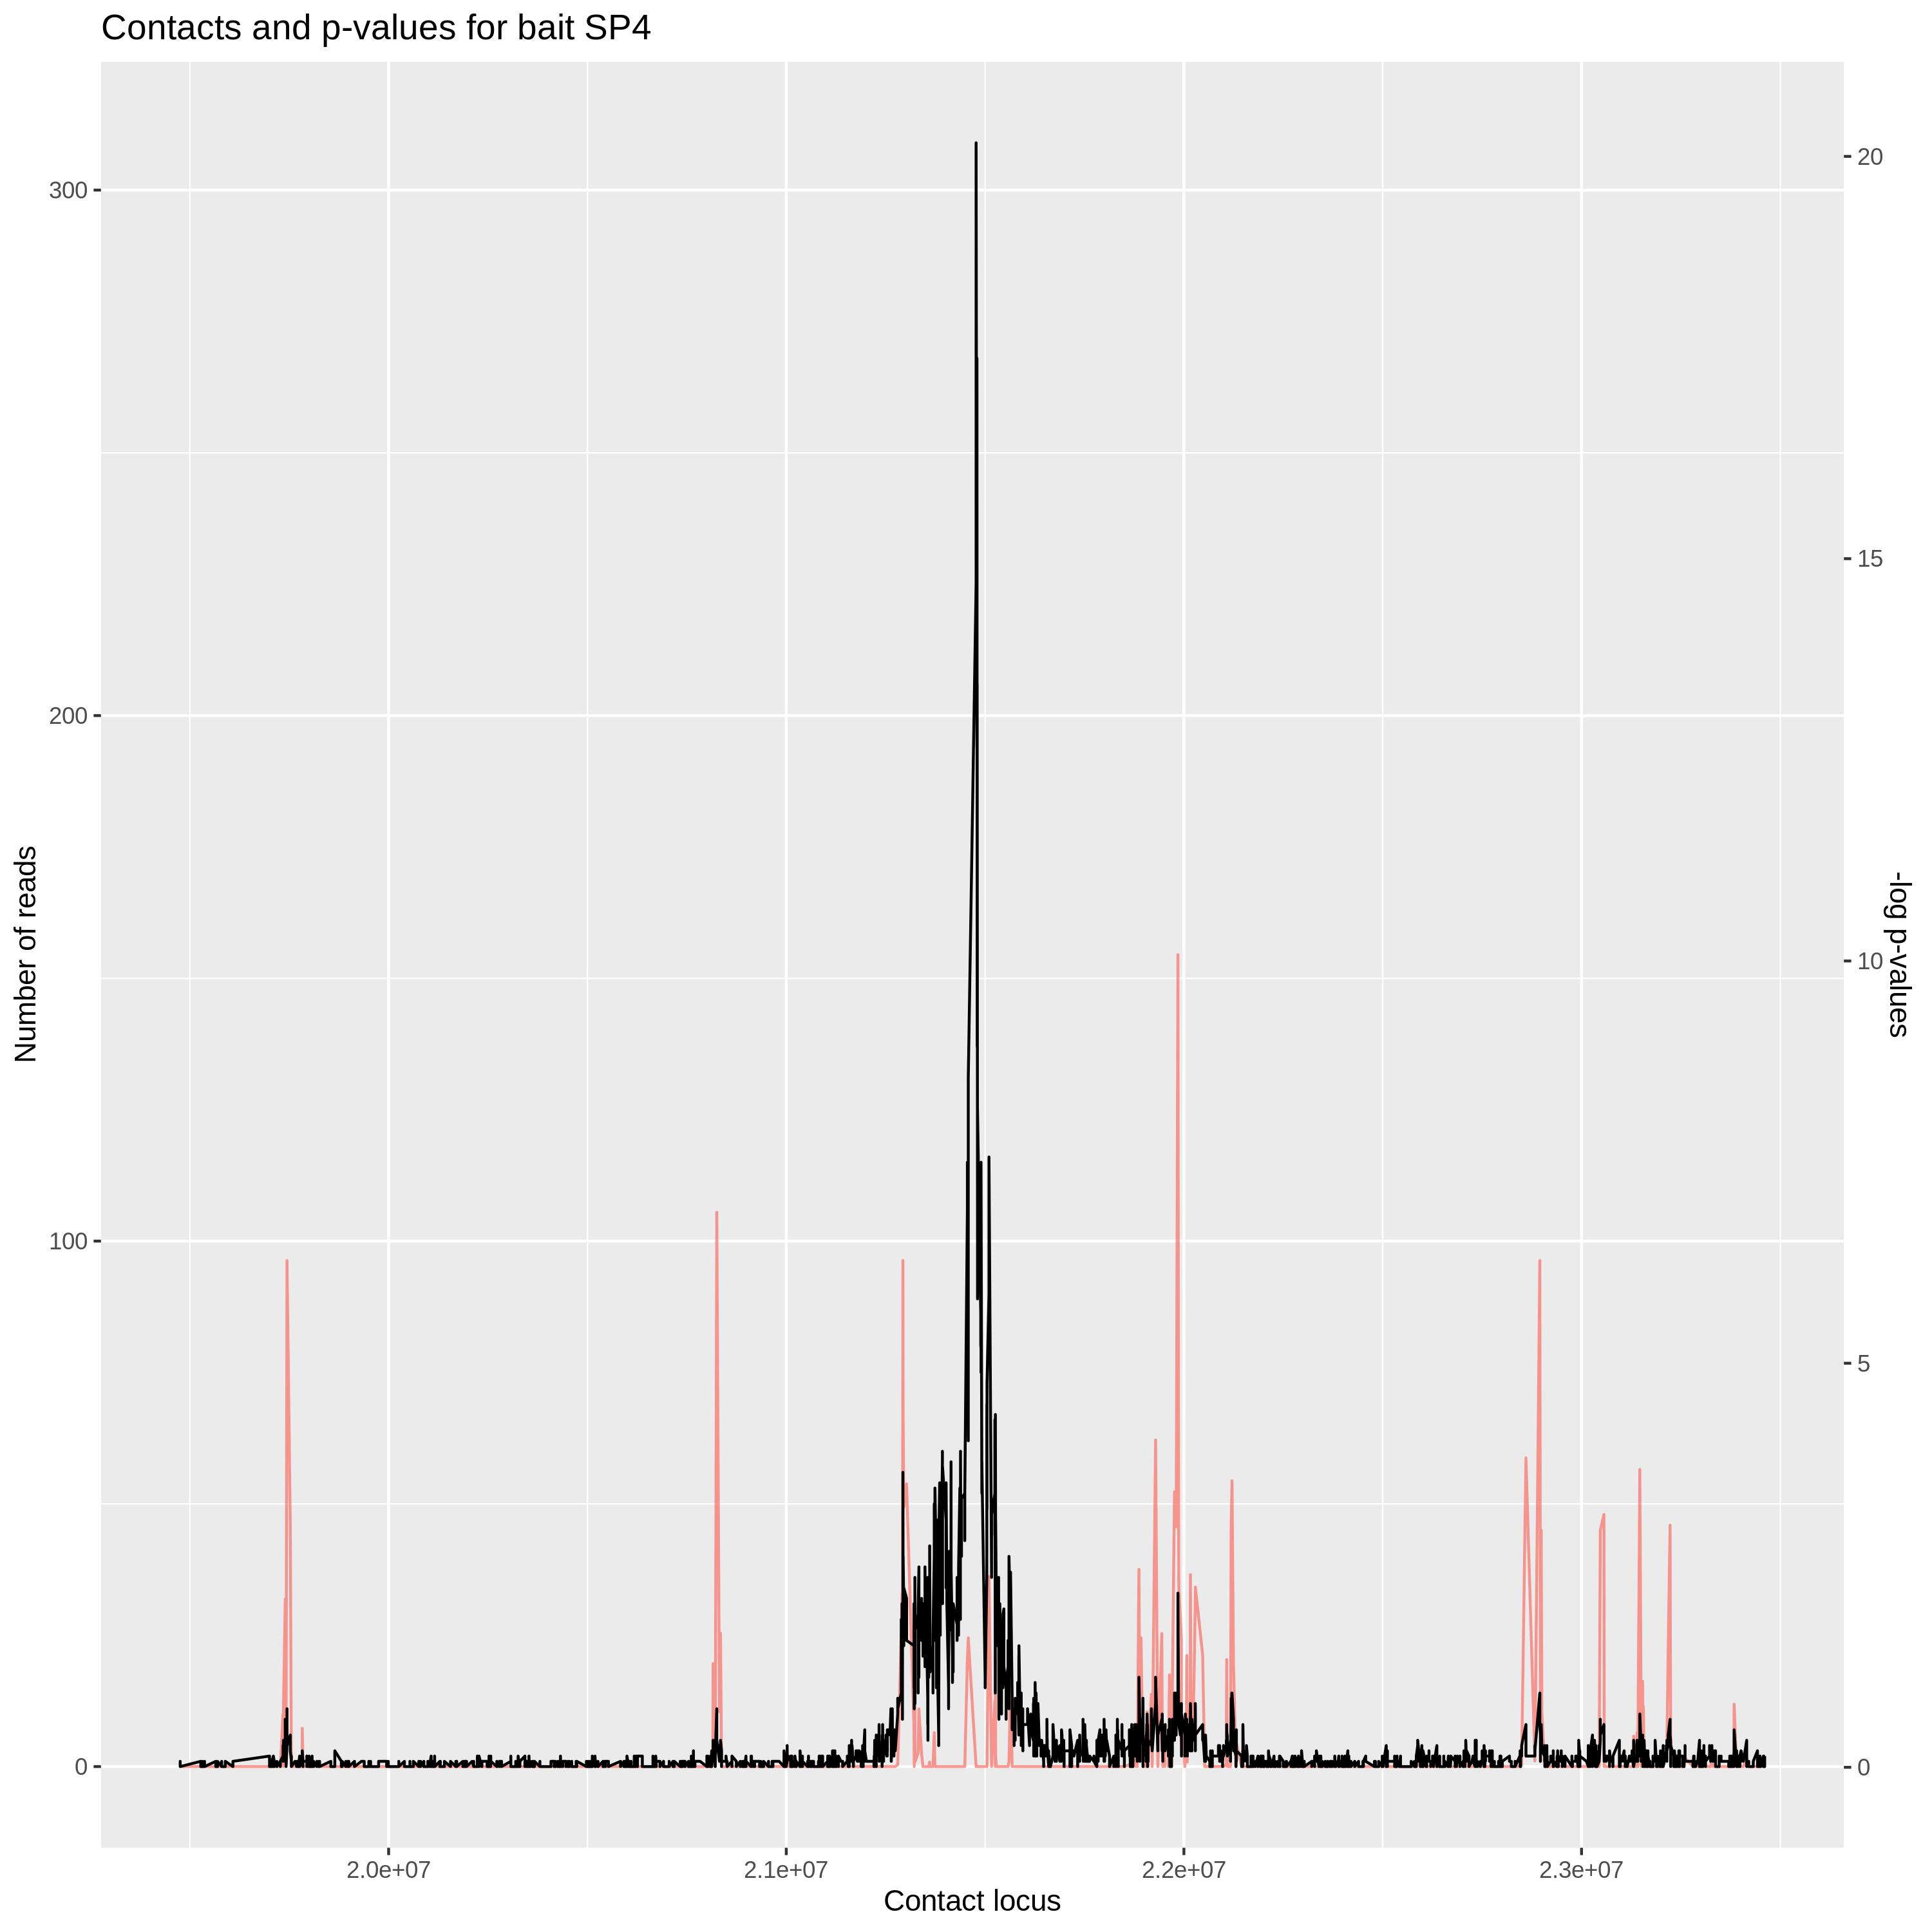 Contacts and p-values for bait SP4
300
200
100
0
20
15
10
5
0
Number of reads
-log p-values
2.0e+07
2.1e+07
2.2e+07
2.3e+07
Contact locus